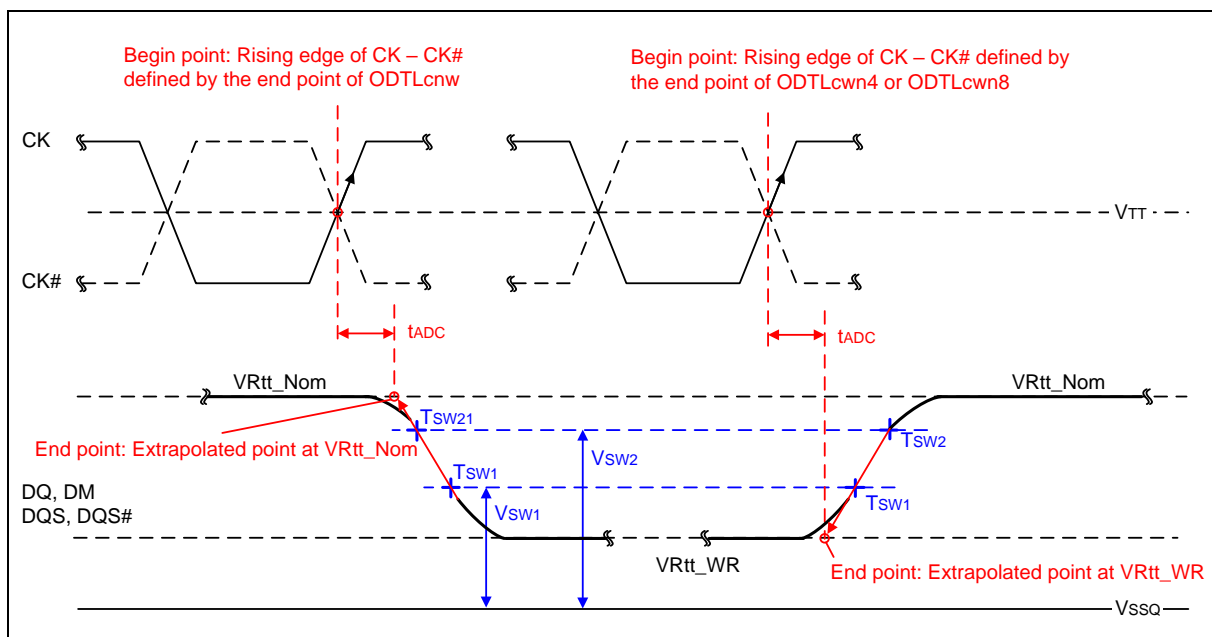 Begin point: Rising edge of CK – CK#
defined by the end point of ODTLcnw
Begin point: Rising edge of CK – CK# defined by
the end point of ODTLcwn4 or ODTLcwn8
CK
VTT
CK#
tADC
tADC
VRtt_Nom
VRtt_Nom
TSW21
TSW2
End point: Extrapolated point at VRtt_Nom
VSW2
TSW1
TSW1
DQ, DM
DQS, DQS#
VSW1
VRtt_WR
End point: Extrapolated point at VRtt_WR
VSSQ